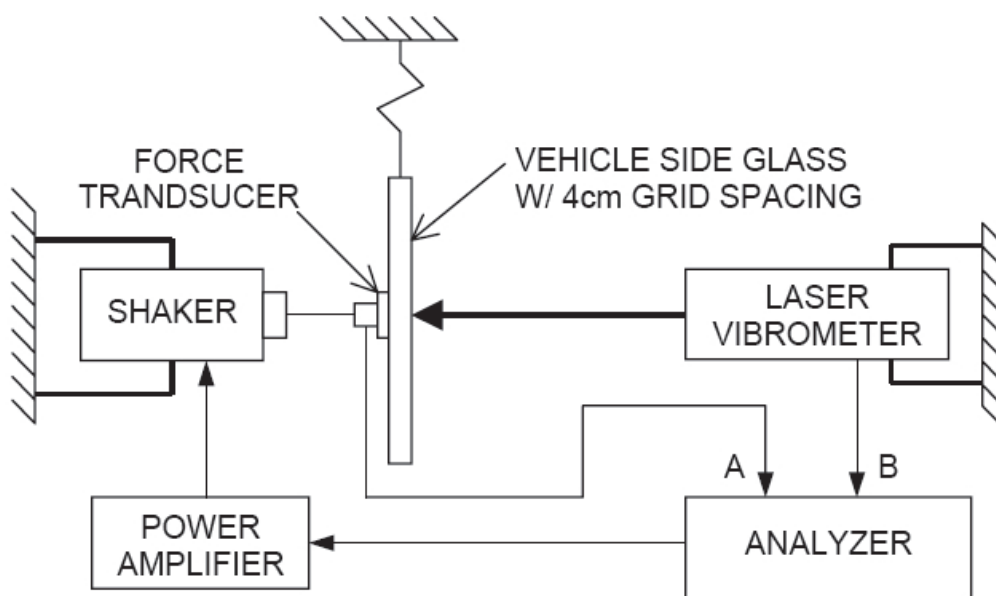 FORCE
TRANDSUCER
VEHICLE SIDE GLASS
W/ 4cm GRID SPACING
SHAKER
LASER
VIBROMETER
A
B
POWER
AMPLIFIER
ANALYZER